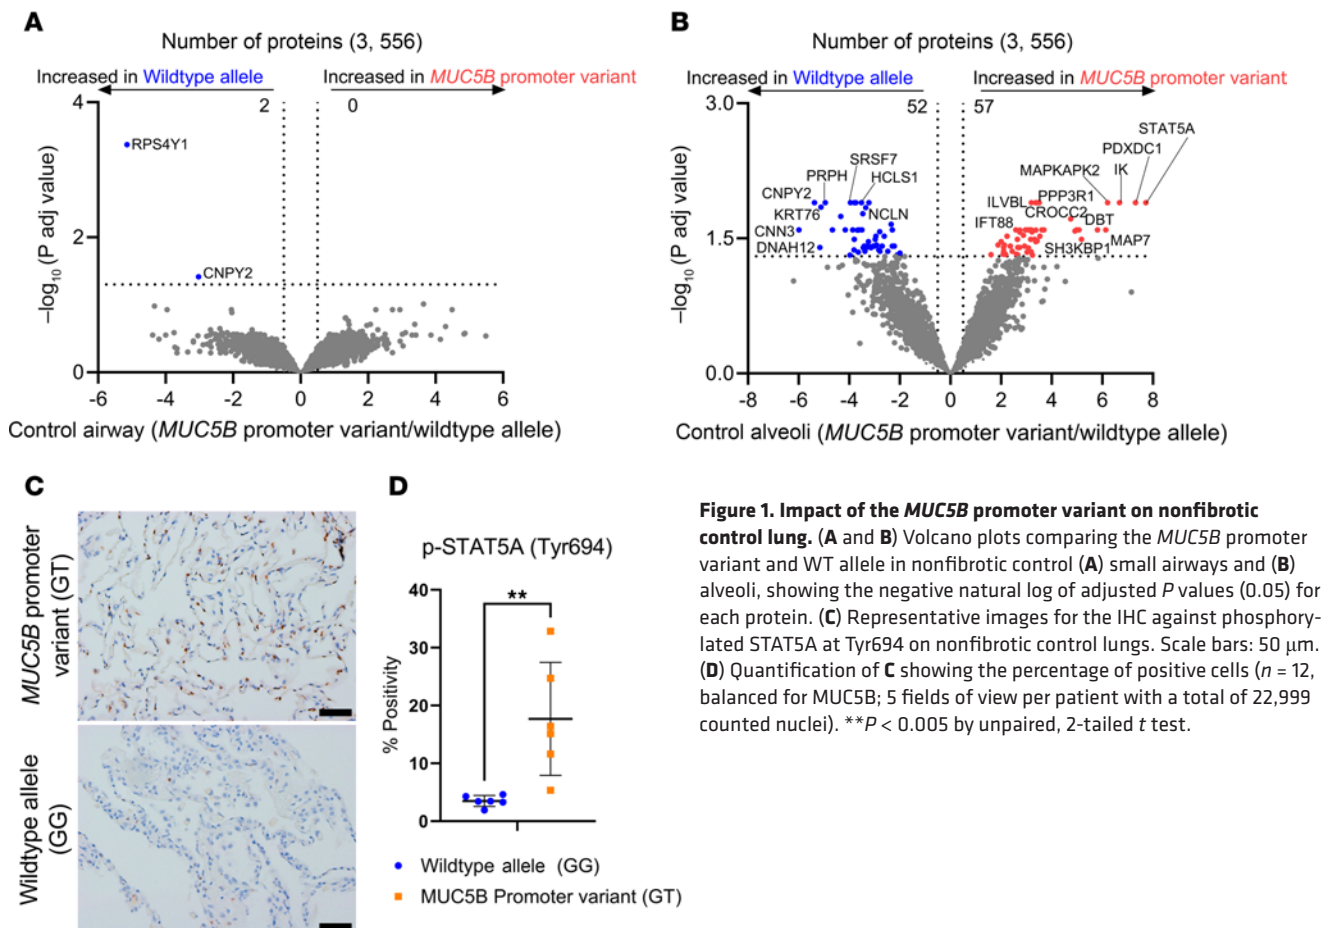 A
Number of proteins (3, 556)
Increased in Wildtype allele
Increased in MUC5B promoter variant
2
0
4
2
0
RPS4Y1
CNPY2
–log10 (P adj value)
-6 -4 -2 0 2 4 6
Control airway (MUC5B promoter variant/wildtype allele)
B
Number of proteins (3, 556)
Increased in Wildtype allele
Increased in MUC5B promoter variant
52
57
3.0
1.5
0.0
–log10 (P adj value)
STAT5A
PDXDC1
SRSF7
MAPKAPK2
IK
PRPH
HCLS1
CNPY2
ILVBL
PPP3R1
KRT76
NCLN
CROCC2
CNN3
IFT88
DBT
DNAH12
SH3KBP1
MAP7
-8 -6 -4 -2 0 2 4 6 8
Control alveoli (MUC5B promoter variant/wildtype allele)
C
MUC5B promoter
variant (GT)
Wildtype allele
(GG)
D
p-STAT5A (Tyr694)
**
40
30
20
10
0
% Positivity
Wildtype allele (GG)
MUC5B Promoter variant (GT)
Figure 1. Impact of the MUC5B promoter variant on nonfibrotic
control lung. (A and B) Volcano plots comparing the MUC5B promoter
variant and WT allele in nonfibrotic control (A) small airways and (B)
alveoli, showing the negative natural log of adjusted P values (0.05) for
each protein. (C) Representative images for the IHC against phosphory-
lated STAT5A at Tyr694 on nonfibrotic control lungs. Scale bars: 50 μm.
(D) Quantification of C showing the percentage of positive cells (n = 12,
balanced for MUC5B; 5 fields of view per patient with a total of 22,999
counted nuclei). **P < 0.005 by unpaired, 2-tailed t test.